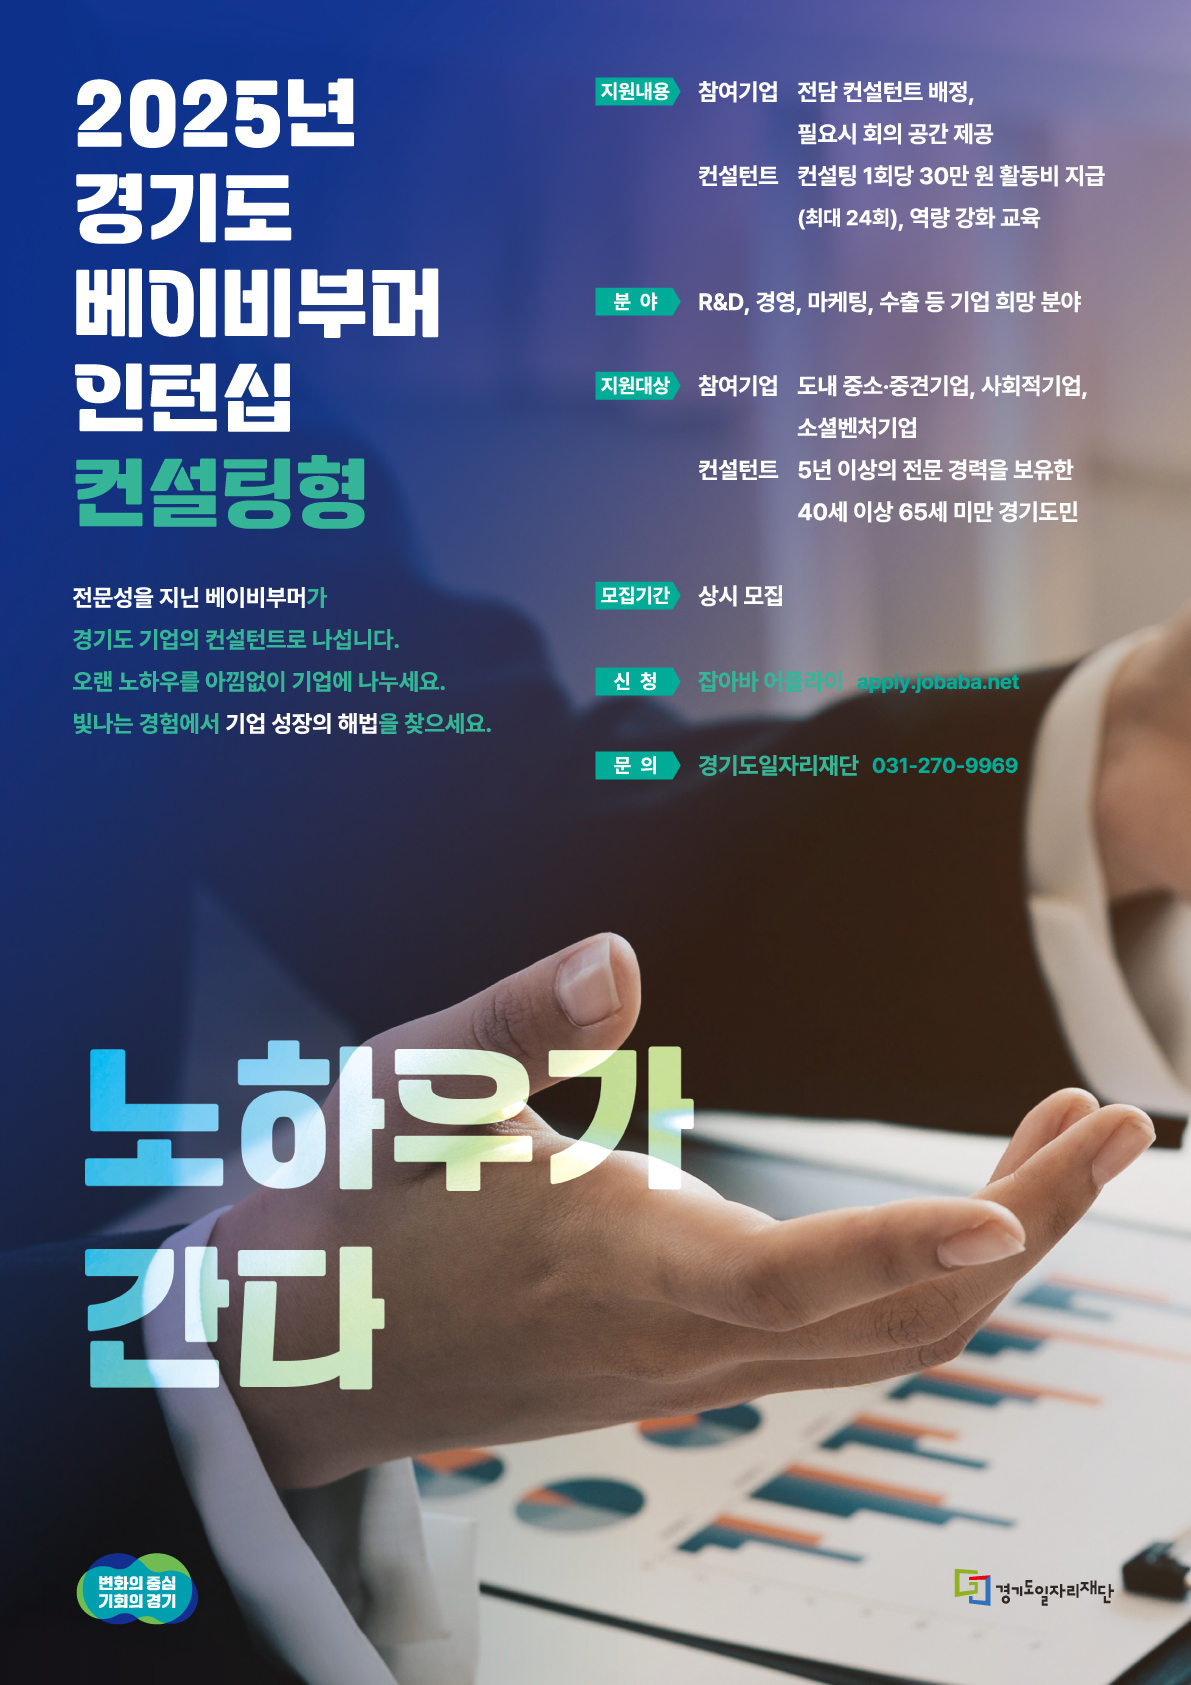 2025년
경기도
베이비부머
인턴십
컨설팅형
전문성을 지닌 베이비부머가
경기도 기업의 컨설턴트로 나섭니다.
오랜 노하우를 아낌없이 기업에 나누세요.
빛나는 경험에서 기업 성장의 해법을 찾으세요.
지원내용 참여기업 전담 컨설턴트 배정,
필요시 회의 공간 제공
컨설턴트 컨설팅 1회당 30만 원 활동비 지급
(최대 24회), 역량 강화 교육
분 야 R&D, 경영, 마케팅, 수출 등 기업 희망 분야
지원대상 참여기업 도내 중소·중견기업, 사회적기업,
소셜벤처기업
컨설턴트 5년 이상의 전문 경력을 보유한
40세 이상 65세 미만 경기도민
모집기간 상시 모집
신 청 잡아바 어플라이 apply.jobaba.net
문 의 경기도일자리재단 031-270-9969
노하우가
간다
변화의 중심
기회의 경기
경기도일자리재단